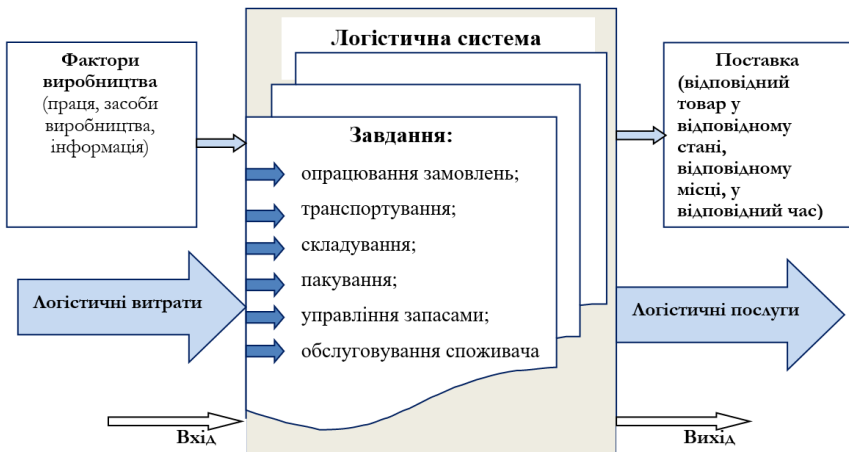 Фактори
виробництва
(праця, засоби
виробництва,
інформація)
Логістичні витрати
Вхід
Логістична система
Завдання:
опрацювання замовлень;
транспортування;
складування;
пакування;
управління запасами;
обслуговування споживача
Поставка
(відповідний
товар у
відповідному
стані,
відповідному
місці, у
відповідний час)
Логістичні послуги
Вихід